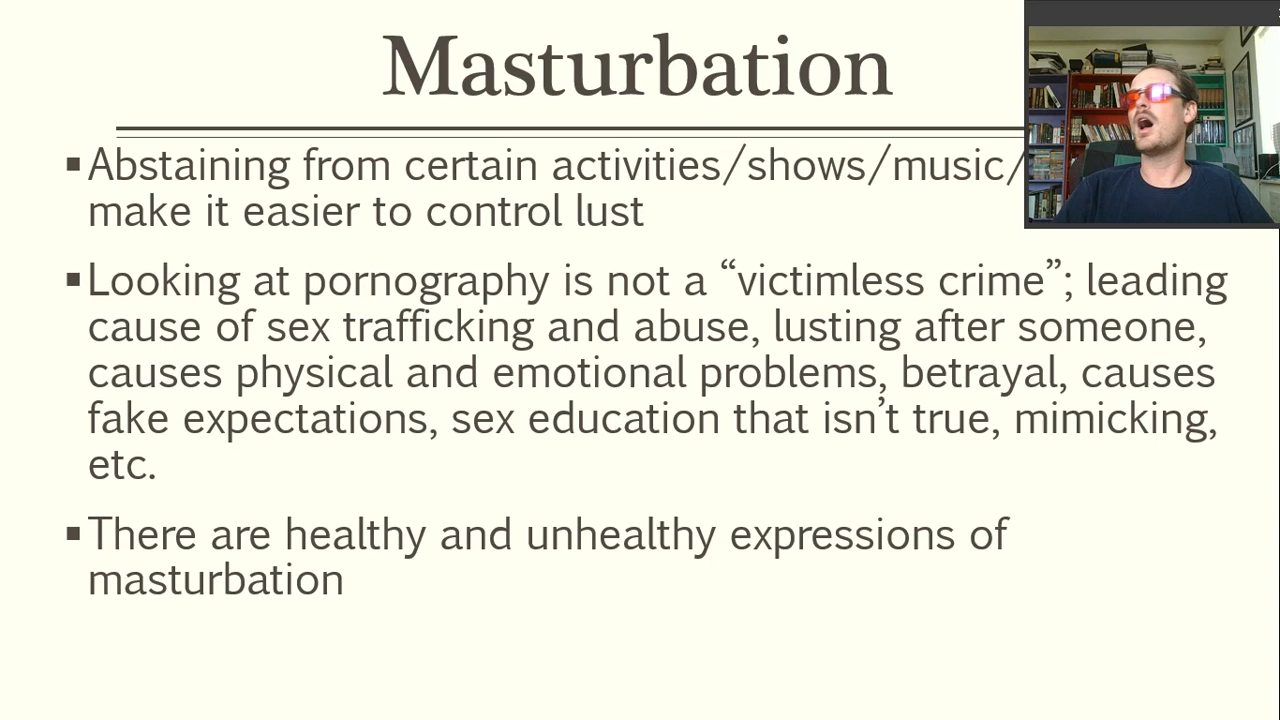 Masturbation
▪Abstaining from certain activities/shows/music/
make it easier to control lust
▪Looking at pornography is not a “victimless crime”; leading
cause of sex trafficking and abuse, lusting after someone,
causes physical and emotional problems, betrayal, causes
fake expectations, sex education that isn’t true, mimicking,
etc.
▪There are healthy and unhealthy expressions of
masturbation